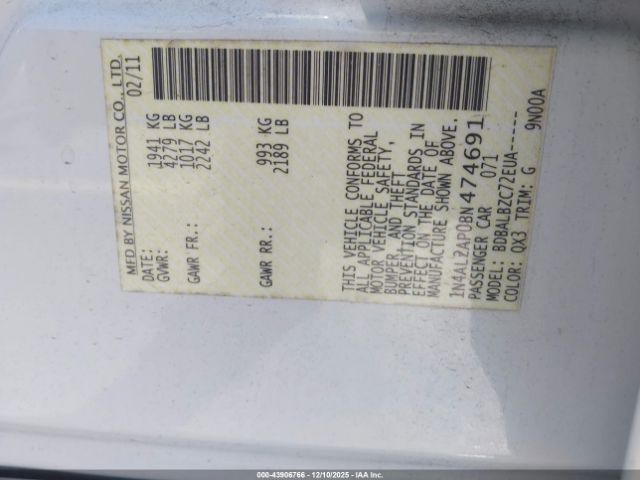 MFD BY NISSAN MOTOR CO., LTD.
DATE: 02/11
GVWR: 1941 KG
4279 LB
GAWR FR.: 1017 KG
2242 LB
GAWR RR.: 993 KG
2189 LB
THIS VEHICLE CONFORMS TO
ALL APPLICABLE FEDERAL
MOTOR VEHICLE SAFETY,
BUMPER, AND THEFT
PREVENTION STANDARDS IN
EFFECT ON THE DATE OF
MANUFACTURE SHOWN ABOVE.
1N4AL2AP0BN474691
PASSENGER CAR 071
MODEL: BDBALBZC72EUA------
COLOR: QX3 TRIM: G 9N00A
000-43906766 - 12/10/2025 - IAA Inc.